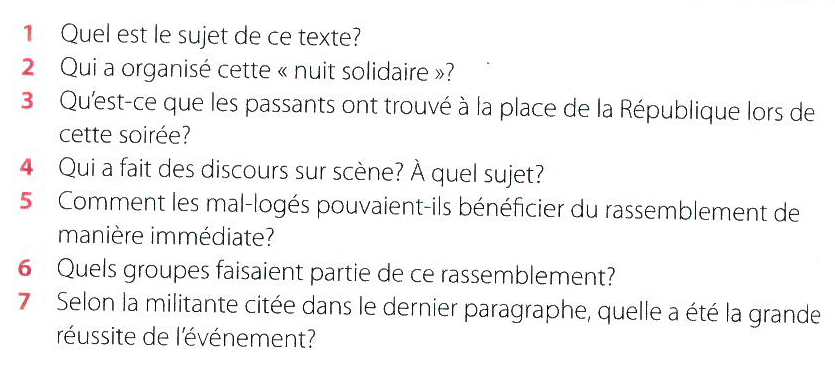 1 Quel est le sujet de ce texte?
2 Qui a organisé cette « nuit solidaire »?
3 Qu'est-ce que les passants ont trouvé à la place de la République lors de
cette soirée?
4 Qui a fait des discours sur scène? À quel sujet?
5 Comment les mal-logés pouvaient-ils bénéficier du rassemblement de
manière immédiate?
6 Quels groupes faisaient partie de ce rassemblement?
7 Selon la militante citée dans le dernier paragraphe, quelle a été la grande
réussite de l'événement?